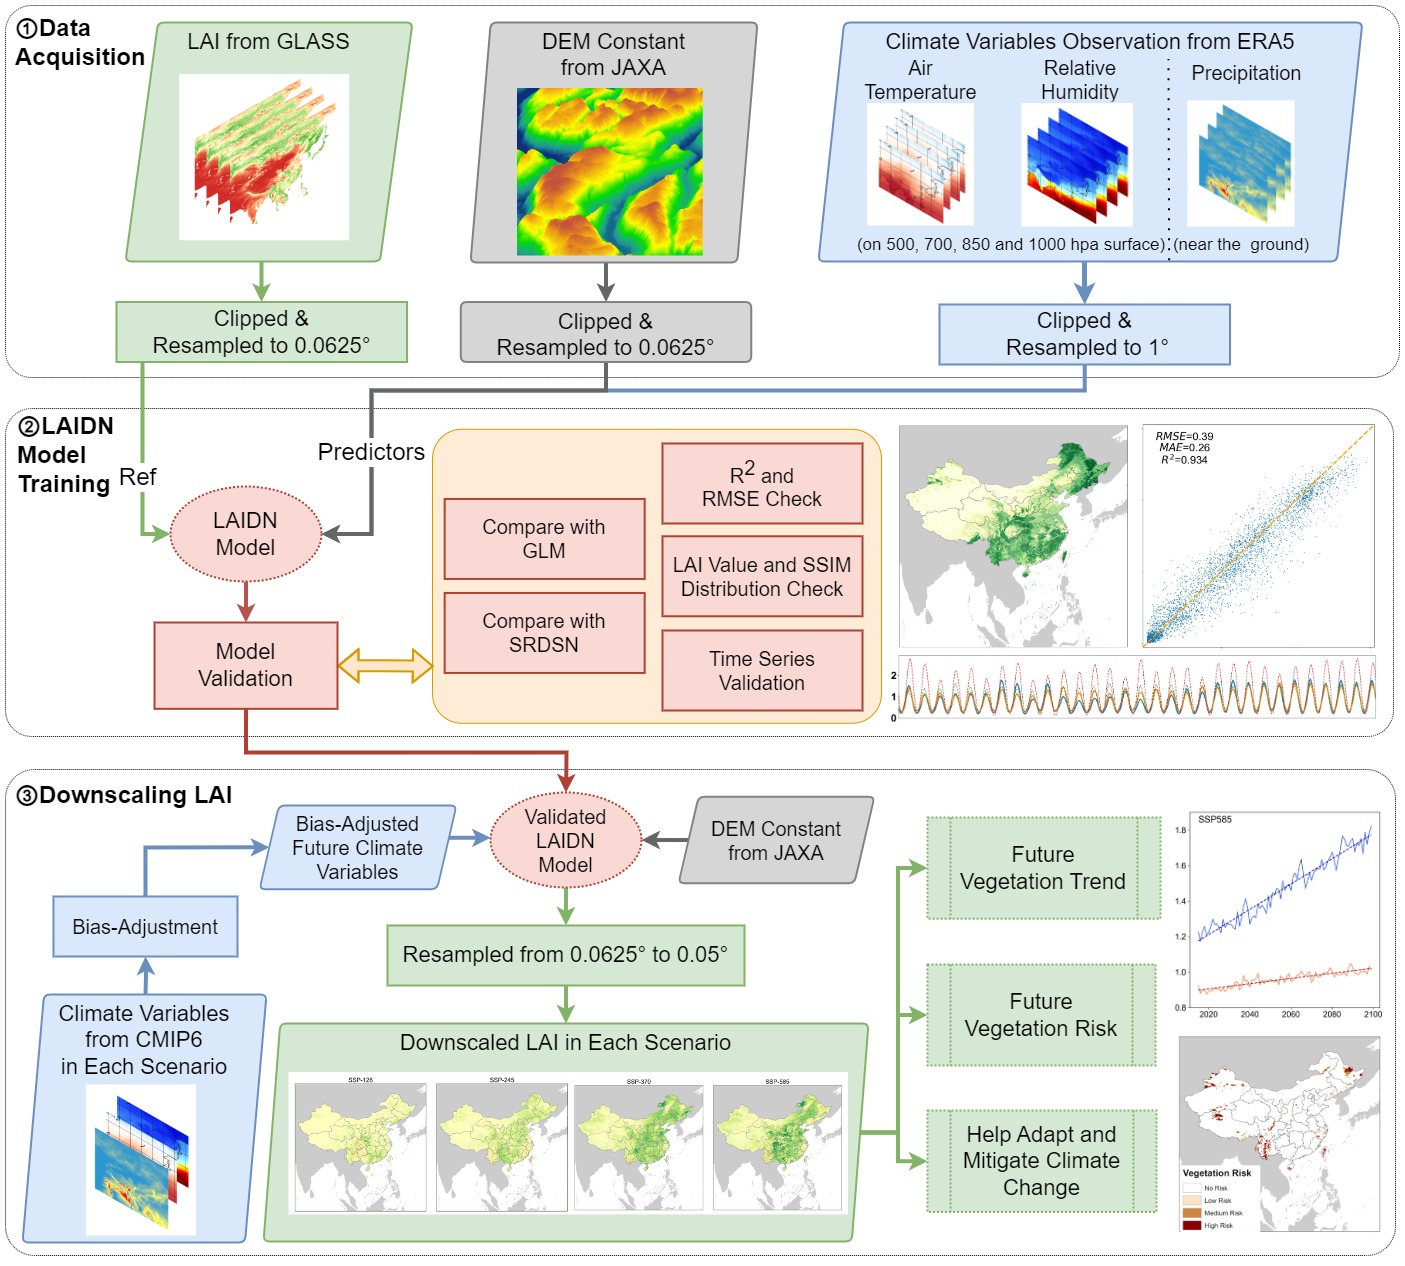 ①Data
Acquisition
LAI from GLASS
DEM Constant
from JAXA
Climate Variables Observation from ERA5
Air
Temperature
Relative
Humidity
Precipitation
(on 500, 700, 850 and 1000 hpa surface)
(near the ground)
Clipped &
Resampled to 0.0625°
Clipped &
Resampled to 0.0625°
Clipped &
Resampled to 1°
②LAIDN
Model
Training
Ref
Predictors
LAIDN
Model
Model
Validation
Compare with
GLM
Compare with
SRDSN
R2 and
RMSE Check
LAI Value and SSIM
Distribution Check
Time Series
Validation
RMSE=0.39
MAE=0.26
R2=0.934
2
1
0
③Downscaling LAI
Bias-Adjusted
Future Climate
Variables
Validated
LAIDN
Model
DEM Constant
from JAXA
Bias-Adjustment
Resampled from 0.0625° to 0.05°
Climate Variables
from CMIP6
in Each Scenario
Downscaled LAI in Each Scenario
SSP-126
SSP-245
SSP-370
SSP-585
Future
Vegetation Trend
Future
Vegetation Risk
Help Adapt and
Mitigate Climate
Change
SSP585
1.8
1.6
1.4
1.2
1.0
0.8
2020
2040
2060
2080
2100
Vegetation Risk
No Risk
Low Risk
Medium Risk
High Risk